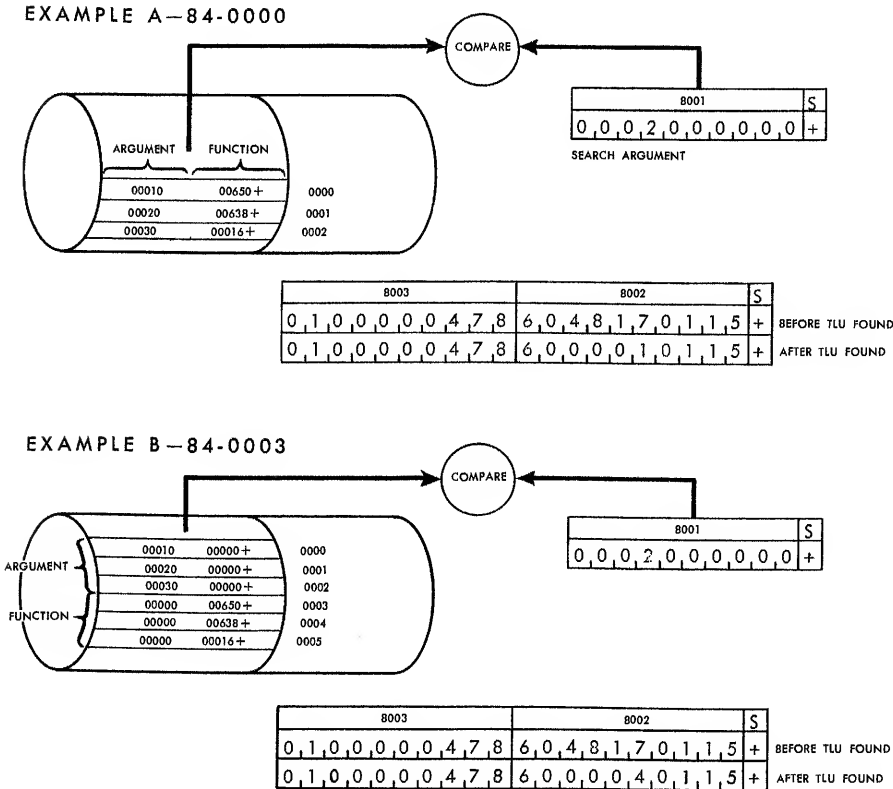 EXAMPLE A—84-0000
COMPARE
8001 S
0 0 0 2 0 0 0 0 0 0 +
SEARCH ARGUMENT
ARGUMENT FUNCTION
00010 00650+ 0000
00020 00638+ 0001
00030 00016+ 0002
8003 8002 S
0 1 0 0 0 0 0 4 7 8 6 0 4 8 1 7 0 1 1 5 + BEFORE TLU FOUND
0 1 0 0 0 0 0 4 7 8 6 0 0 0 0 1 0 1 1 5 + AFTER TLU FOUND
EXAMPLE B—84-0003
COMPARE
8001 S
0 0 0 2 0 0 0 0 0 0 +
ARGUMENT
FUNCTION
00010 00000+ 0000
00020 00000+ 0001
00030 00000+ 0002
00000 00650+ 0003
00000 00638+ 0004
00000 00016+ 0005
8003 8002 S
0 1 0 0 0 0 0 4 7 8 6 0 4 8 1 7 0 1 1 5 + BEFORE TLU FOUND
0 1 0 0 0 0 0 4 7 8 6 0 0 0 0 4 0 1 1 5 + AFTER TLU FOUND